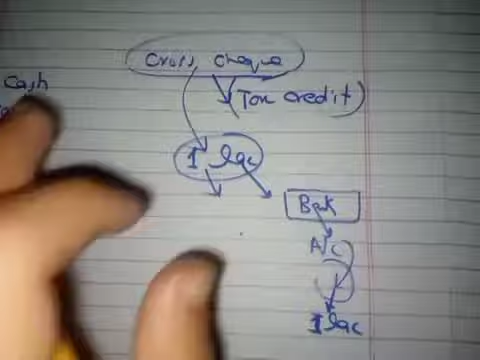 Cross cheque
Cash
Tax credit)
1 lac
Bank
A/C
1 lac